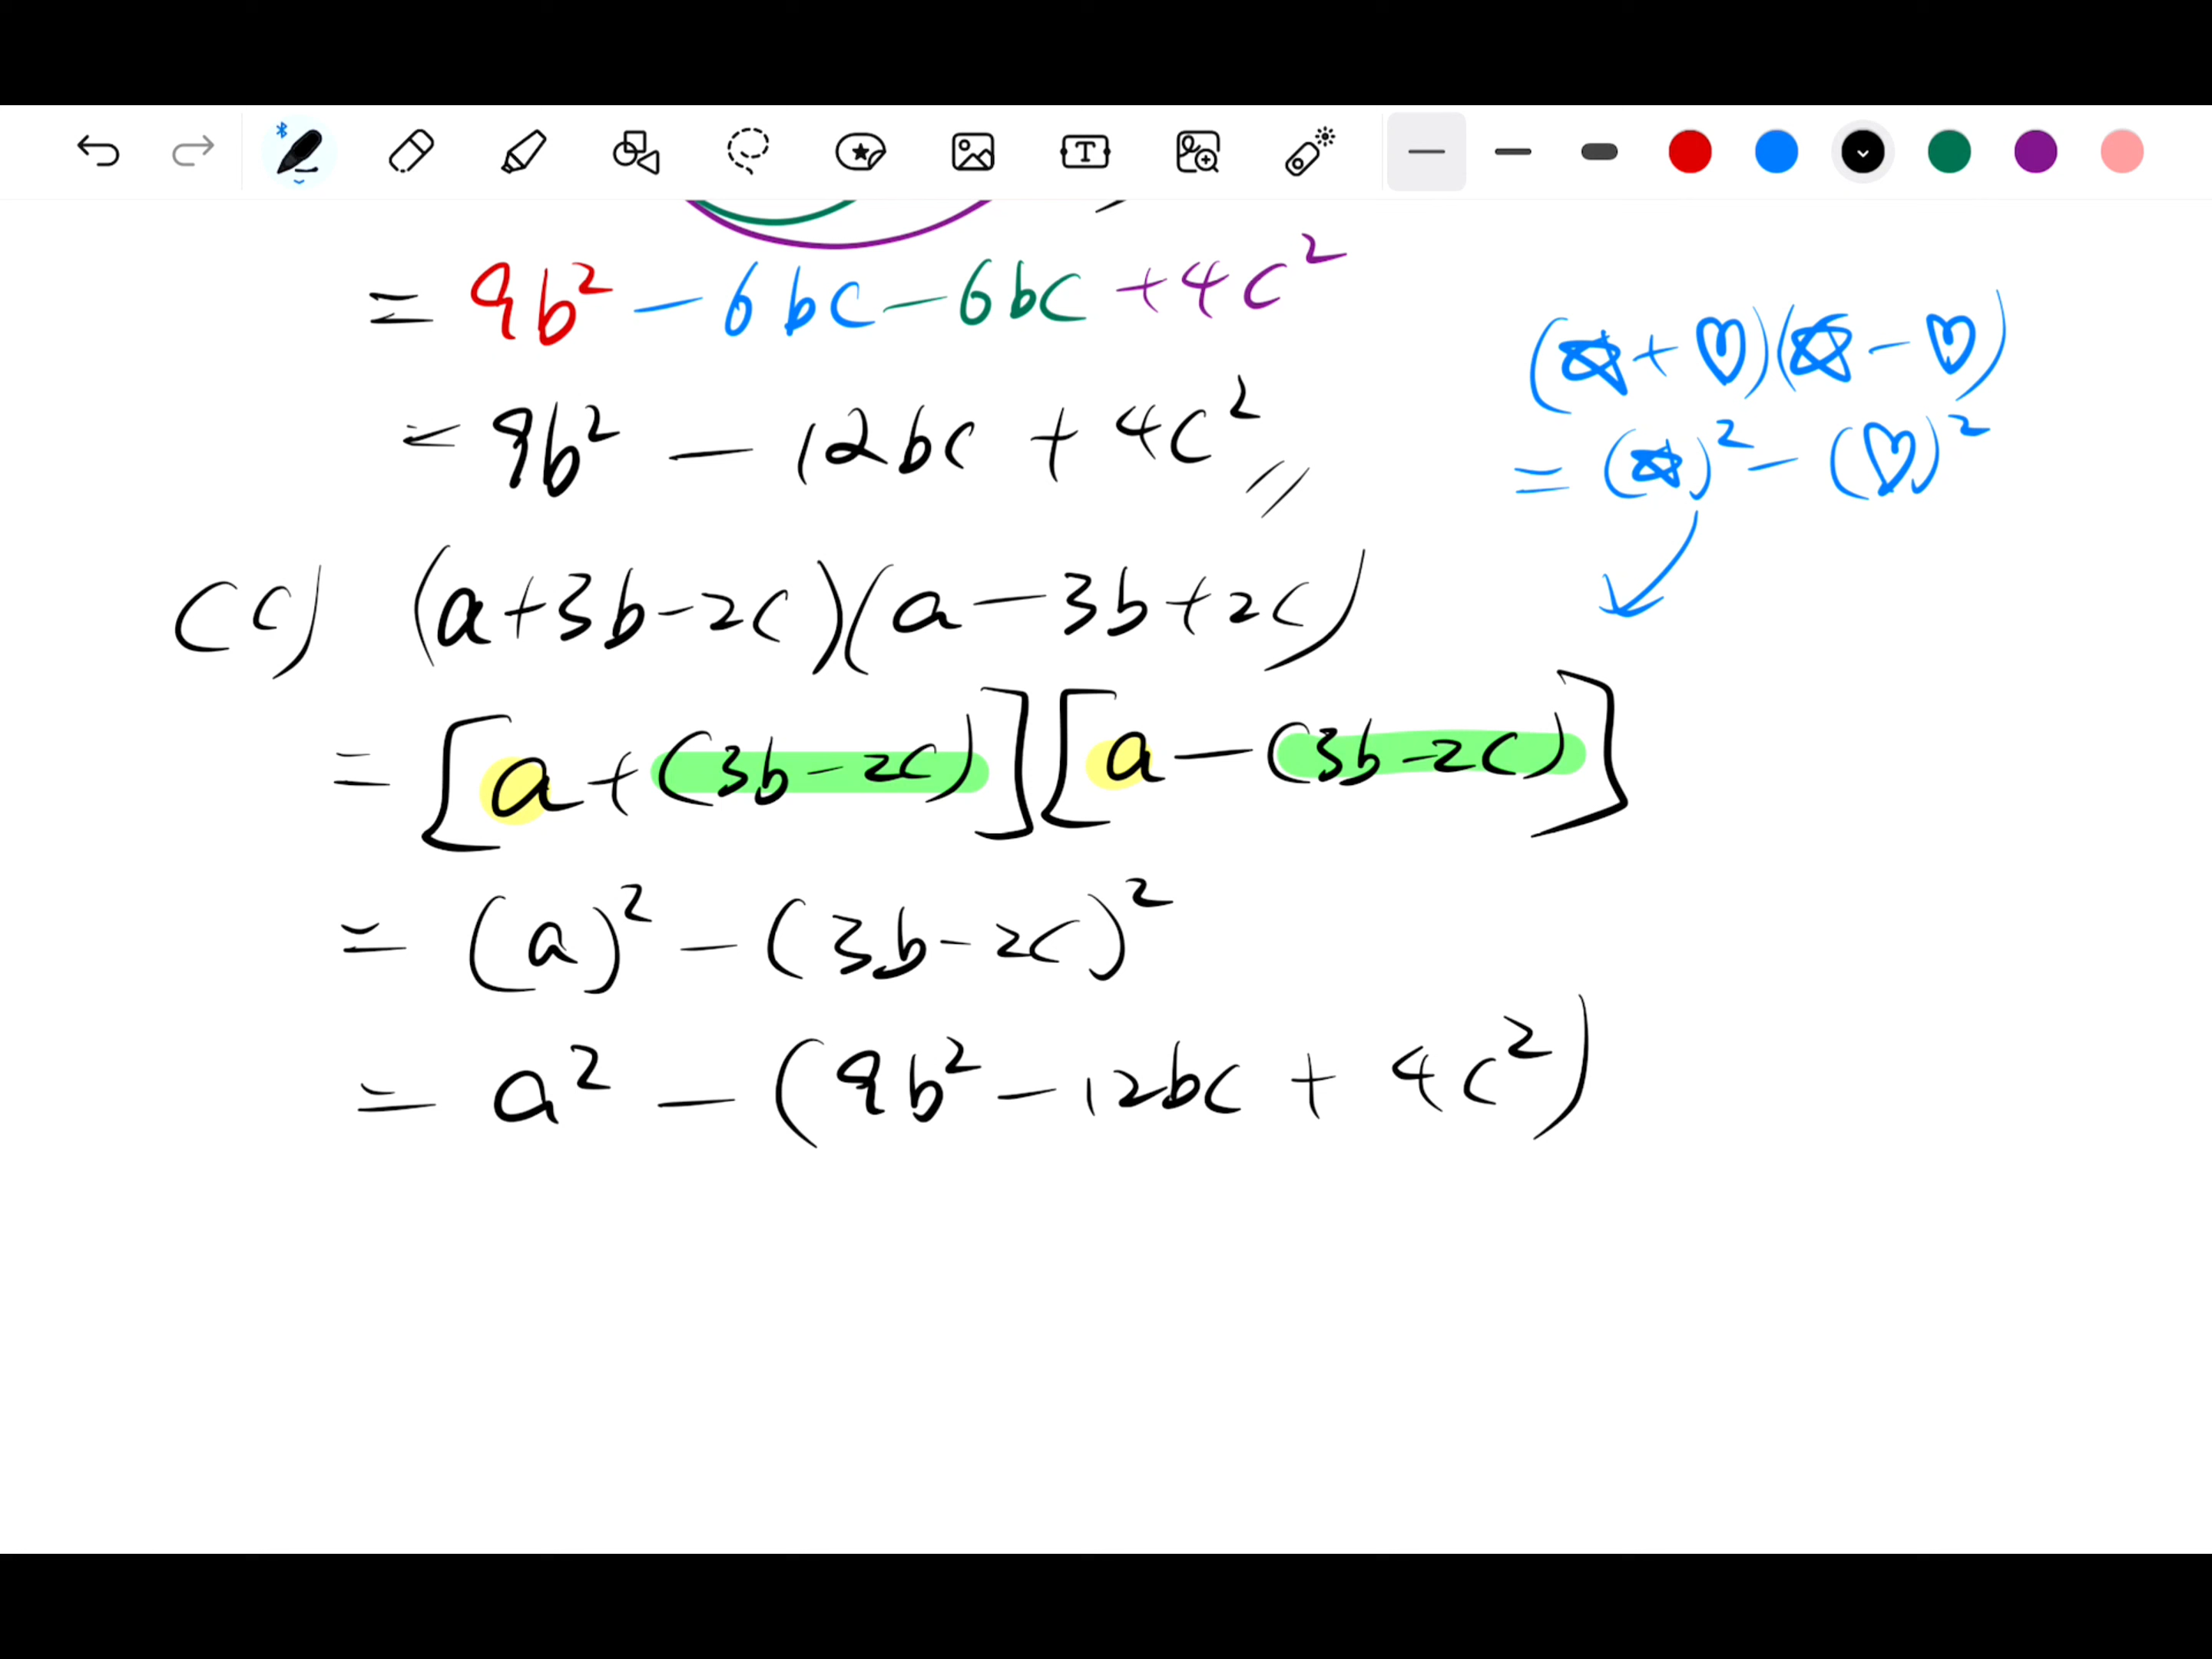 = 9b² - 6bc - 6bc + 4c²
= 9b² - 12bc + 4c² //
(☆ + ♡)(☆ - ♡)
= (☆)² - (♡)²
(c) (a+3b-2c)(a-3b+2c)
= [a+(3b-2c)][a-(3b-2c)]
= (a)² - (3b-2c)²
= a² - (9b² - 12bc + 4c²)